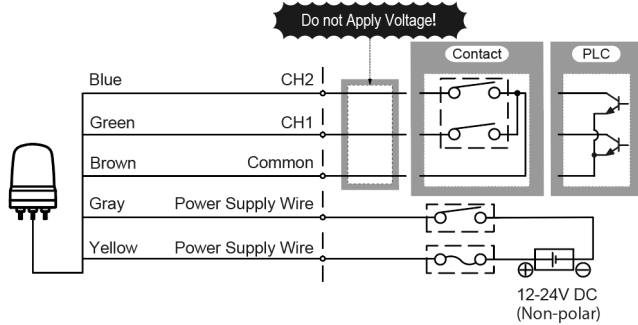 Do not Apply Voltage!
Contact
PLC
Blue CH2
Green CH1
Brown Common
Gray Power Supply Wire
Yellow Power Supply Wire
12-24V DC
(Non-polar)